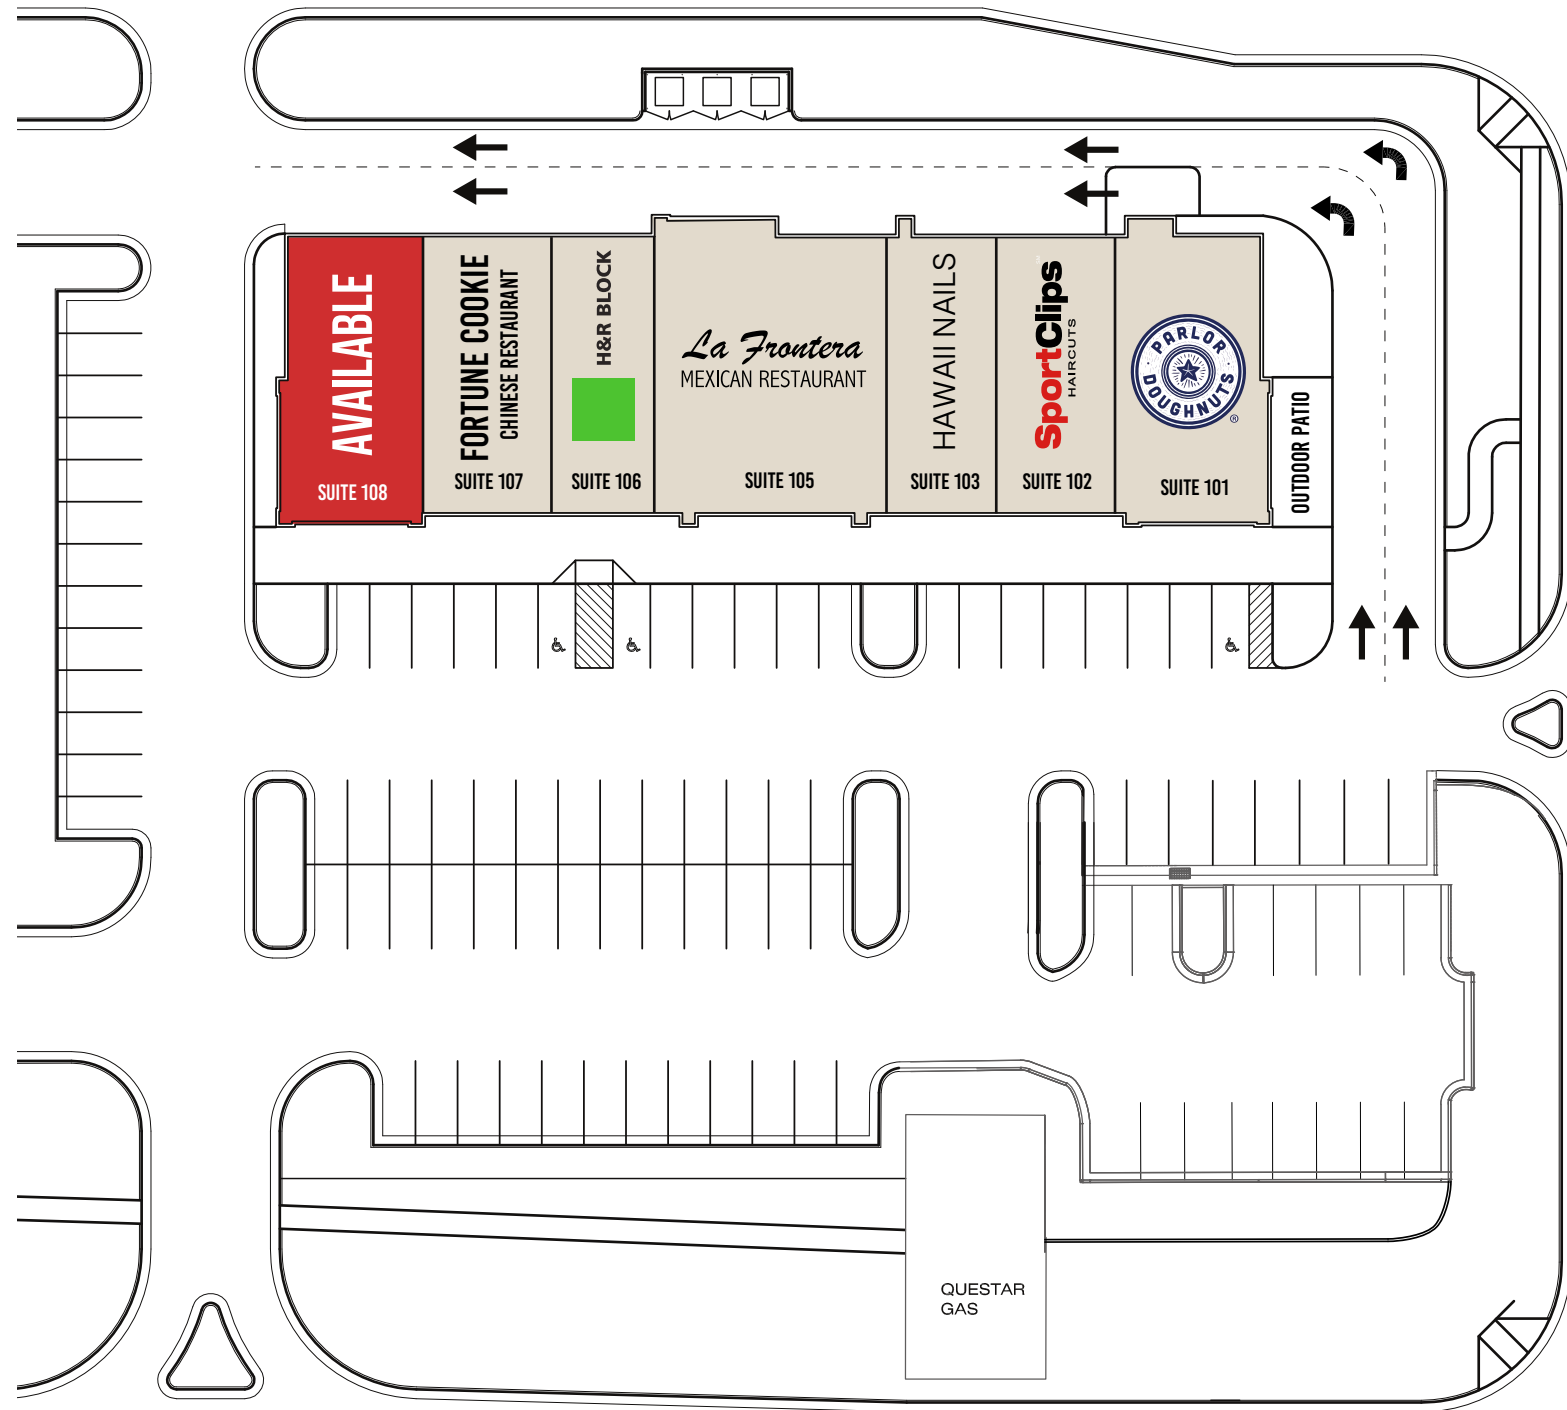 AVAILABLE
SUITE 108
FORTUNE COOKIE
CHINESE RESTAURANT
SUITE 107
H&R BLOCK
SUITE 106
La Frontera
MEXICAN RESTAURANT
SUITE 105
HAWAII NAILS
SUITE 103
SportClips
HAIRCUTS
SUITE 102
PARLOR
DOUGHNUTS
®
SUITE 101
OUTDOOR PATIO
QUESTAR
GAS